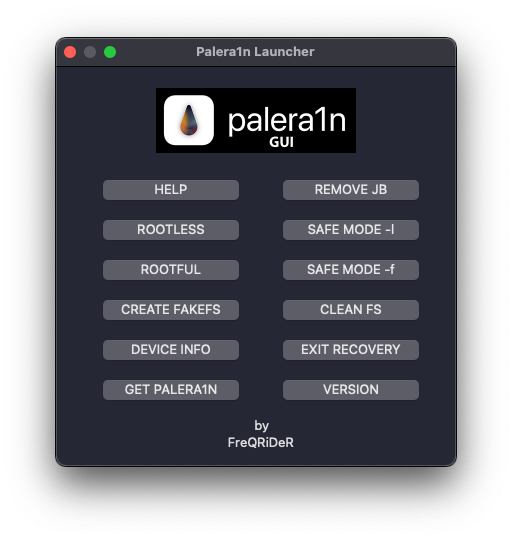 Palera1n Launcher
palera1n
GUI
HELP
REMOVE JB
ROOTLESS
SAFE MODE -l
ROOTFUL
SAFE MODE -f
CREATE FAKEFS
CLEAN FS
DEVICE INFO
EXIT RECOVERY
GET PALERA1N
VERSION
by
FreQRiDeR